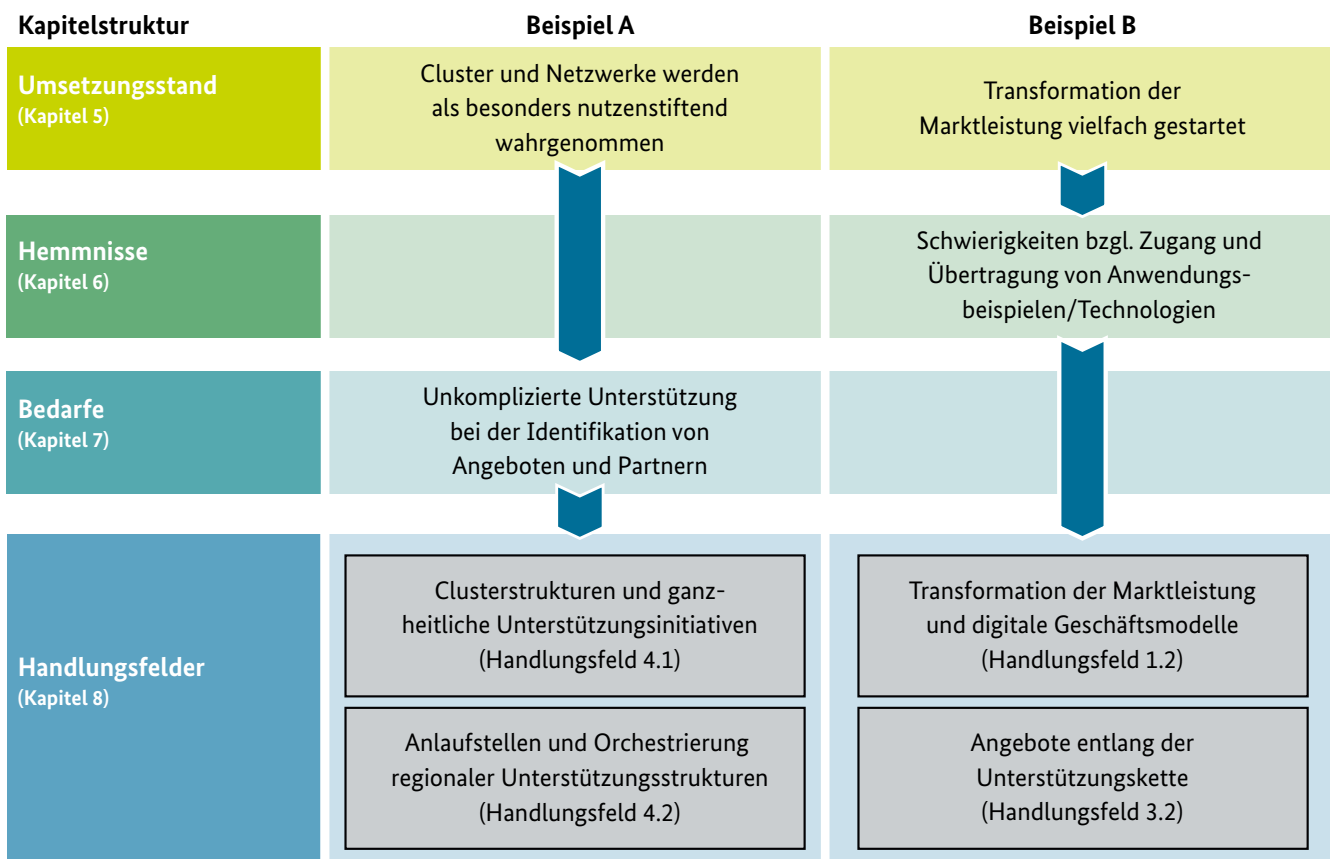 Kapitelstruktur
Beispiel A
Beispiel B
Umsetzungsstand
(Kapitel 5)
Cluster und Netzwerke werden
als besonders nutzenstiftend
wahrgenommen
Transformation der
Marktleistung vielfach gestartet
Hemmnisse
(Kapitel 6)
Schwierigkeiten bzgl. Zugang und
Übertragung von Anwendungs-
beispielen/Technologien
Bedarfe
(Kapitel 7)
Unkomplizierte Unterstützung
bei der Identifikation von
Angeboten und Partnern
Handlungsfelder
(Kapitel 8)
Clusterstrukturen und ganz-
heitliche Unterstützungsinitiativen
(Handlungsfeld 4.1)
Transformation der Marktleistung
und digitale Geschäftsmodelle
(Handlungsfeld 1.2)
Anlaufstellen und Orchestrierung
regionaler Unterstützungsstrukturen
(Handlungsfeld 4.2)
Angebote entlang der
Unterstützungskette
(Handlungsfeld 3.2)